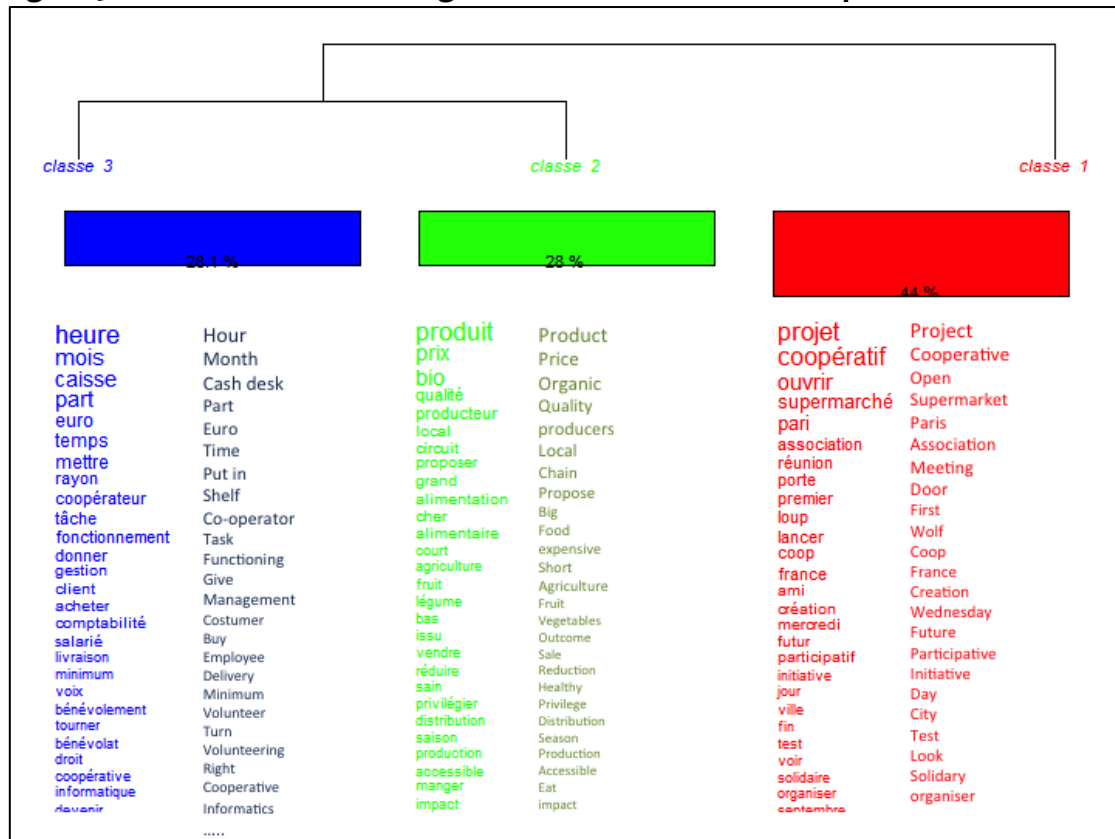 classe 3
classe 2
classe 1
28.1 %
28 %
44 %
heure
mois
caisse
part
euro
temps
mettre
rayon
coopérateur
tâche
fonctionnement
donner
gestion
client
acheter
comptabilité
salarié
livraison
minimum
voix
bénévolement
tourner
bénévolat
droit
coopérative
informatique
devenir
Hour
Month
Cash desk
Part
Euro
Time
Put in
Shelf
Co-operator
Task
Functioning
Give
Management
Costumer
Buy
Employee
Delivery
Minimum
Volunteer
Turn
Volunteering
Right
Cooperative
Informatics
.....
produit
prix
bio
qualité
producteur
local
circuit
proposer
grand
alimentation
cher
alimentaire
court
agriculture
fruit
légume
bas
issu
vendre
réduire
sain
privilégier
distribution
saison
production
accessible
manger
impact
Product
Price
Organic
Quality
producers
Local
Chain
Propose
Big
Food
expensive
Short
Agriculture
Fruit
Vegetables
Outcome
Sale
Reduction
Healthy
Privilege
Distribution
Season
Production
Accessible
Eat
impact
projet
coopératif
ouvrir
supermarché
pari
association
réunion
porte
premier
loup
lancer
coop
france
ami
création
mercredi
futur
participatif
initiative
jour
ville
fin
test
voir
solidaire
organiser
septembre
Project
Cooperative
Open
Supermarket
Paris
Association
Meeting
Door
First
Wolf
Coop
France
Creation
Wednesday
Future
Participative
Initiative
Day
City
Test
Look
Solidary
organiser